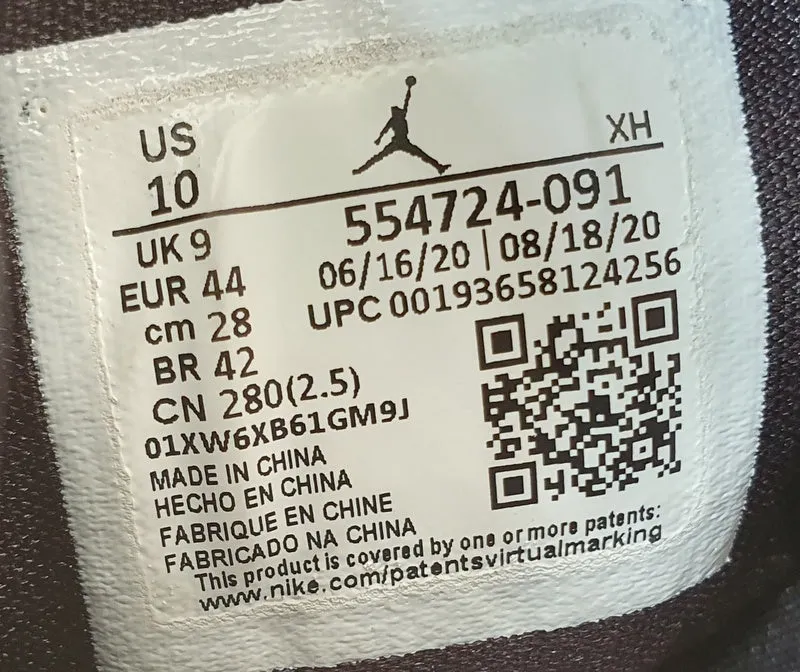 US
10
XH
UK 9
EUR 44
cm 28
BR 42
CN 280(2.5)
01XW6XB61GM9J
554724-091
06/16/20 | 08/18/20
UPC 00193658124256
MADE IN CHINA
HECHO EN CHINA
FABRIQUE EN CHINE
FABRICADO NA CHINA
This product is covered by one or more patents:
www.nike.com/patentsvirtualmarking